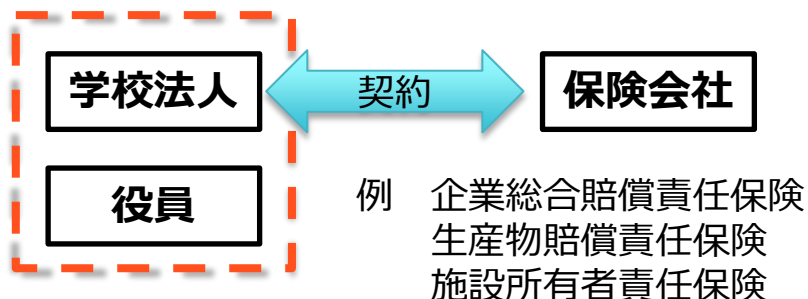 学校法人
契約
保険会社
役員
例 企業総合賠償責任保険
生産物賠償責任保険
施設所有者責任保険